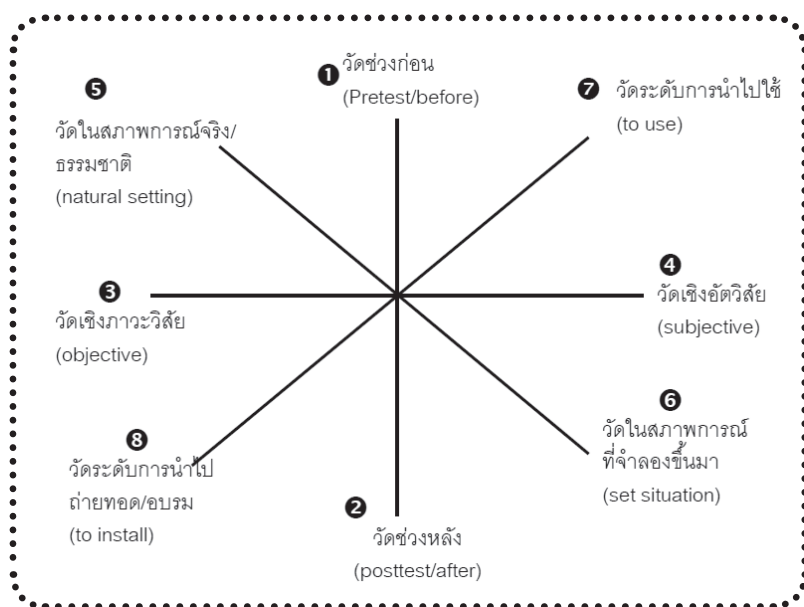 ❶ วัดช่วงก่อน
(Pretest/before)
❷ วัดช่วงหลัง
(posttest/after)
❸
วัดเชิงภาวะวิสัย
(objective)
❹
วัดเชิงอัตวิสัย
(subjective)
❺
วัดในสภาพการณ์จริง/
ธรรมชาติ
(natural setting)
❻
วัดในสภาพการณ์
ที่จำลองขึ้นมา
(set situation)
❼ วัดระดับการนำไปใช้
(to use)
❽
วัดระดับการนำไป
ถ่ายทอด/อบรม
(to install)